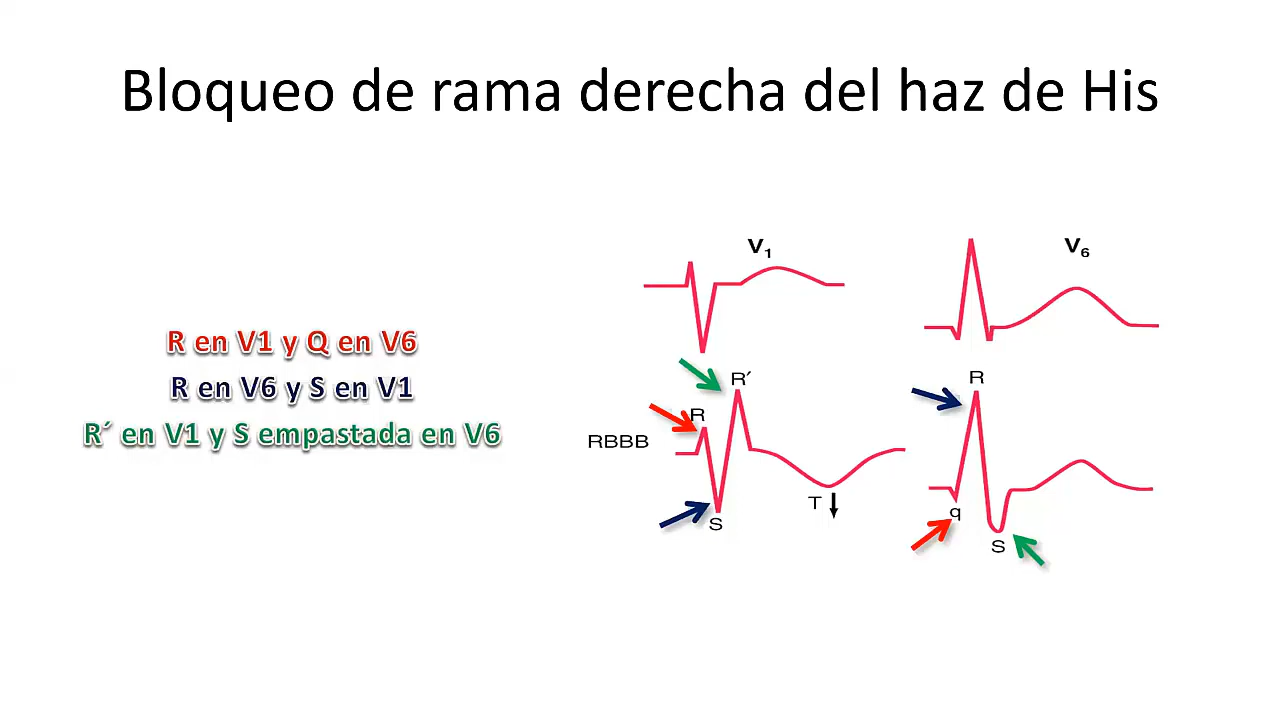 Bloqueo de rama derecha del haz de His
R en V1 y Q en V6
R en V6 y S en V1
R´ en V1 y S empastada en V6
V1
V6
R´
R
RBBB
S
T
R
q
S